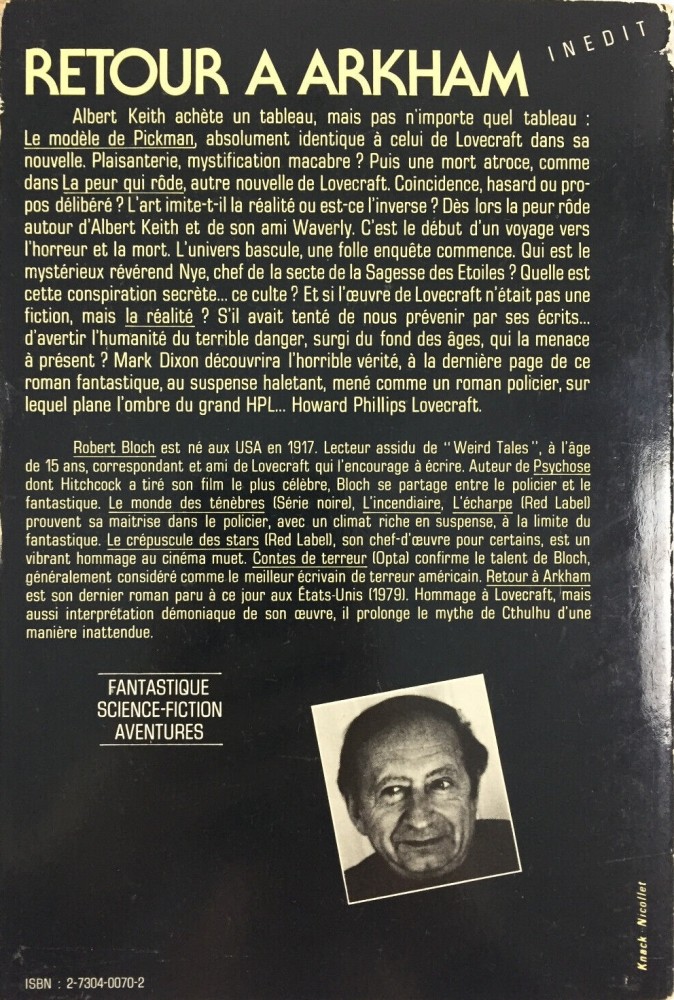 INEDIT
RETOUR A ARKHAM
Albert Keith achète un tableau, mais pas n'importe quel tableau :
Le modèle de Pickman, absolument identique à celui de Lovecraft dans sa
nouvelle. Plaisanterie, mystification macabre ? Puis une mort atroce, comme
dans La peur qui rôde, autre nouvelle de Lovecraft. Coïncidence, hasard ou pro-
pos délibéré ? L'art imite-t-il la réalité ou est-ce l'inverse ? Dès lors la peur rôde
autour d'Albert Keith et de son ami Waverly. C'est le début d'un voyage vers
l'horreur et la mort. L'univers bascule, une folle enquête commence. Qui est le
mystérieux révérend Nye, chef de la secte de la Sagesse des Etoiles ? Quelle est
cette conspiration secrète... ce culte ? Et si l'œuvre de Lovecraft n'était pas une
fiction, mais la réalité ? S'il avait tenté de nous prévenir par ses écrits...
d'avertir l'humanité du terrible danger, surgi du fond des âges, qui la menace
à présent ? Mark Dixon découvrira l'horrible vérité, à la dernière page de ce
roman fantastique, au suspense haletant, mené comme un roman policier, sur
lequel plane l'ombre du grand HPL... Howard Phillips Lovecraft.
Robert Bloch est né aux USA en 1917. Lecteur assidu de "Weird Tales", à l'âge
de 15 ans, correspondant et ami de Lovecraft qui l'encourage à écrire. Auteur de Psychose
dont Hitchcock a tiré son film le plus célèbre, Bloch se partage entre le policier et le
fantastique. Le monde des ténèbres (Série noire), L'incendiaire, L'écharpe (Red Label)
prouvent sa maitrise dans le policier, avec un climat riche en suspense, à la limite du
fantastique. Le crépuscule des stars (Red Label), son chef-d'œuvre pour certains, est un
vibrant hommage au cinéma muet. Contes de terreur (Opta) confirme le talent de Bloch,
généralement considéré comme le meilleur écrivain de terreur américain. Retour à Arkham
est son dernier roman paru à ce jour aux États-Unis (1979). Hommage à Lovecraft, mais
aussi interprétation démoniaque de son œuvre, il prolonge le mythe de Cthulhu d'une
manière inattendue.
FANTASTIQUE
SCIENCE-FICTION
AVENTURES
Knack Nicollet
ISBN : 2-7304-0070-2